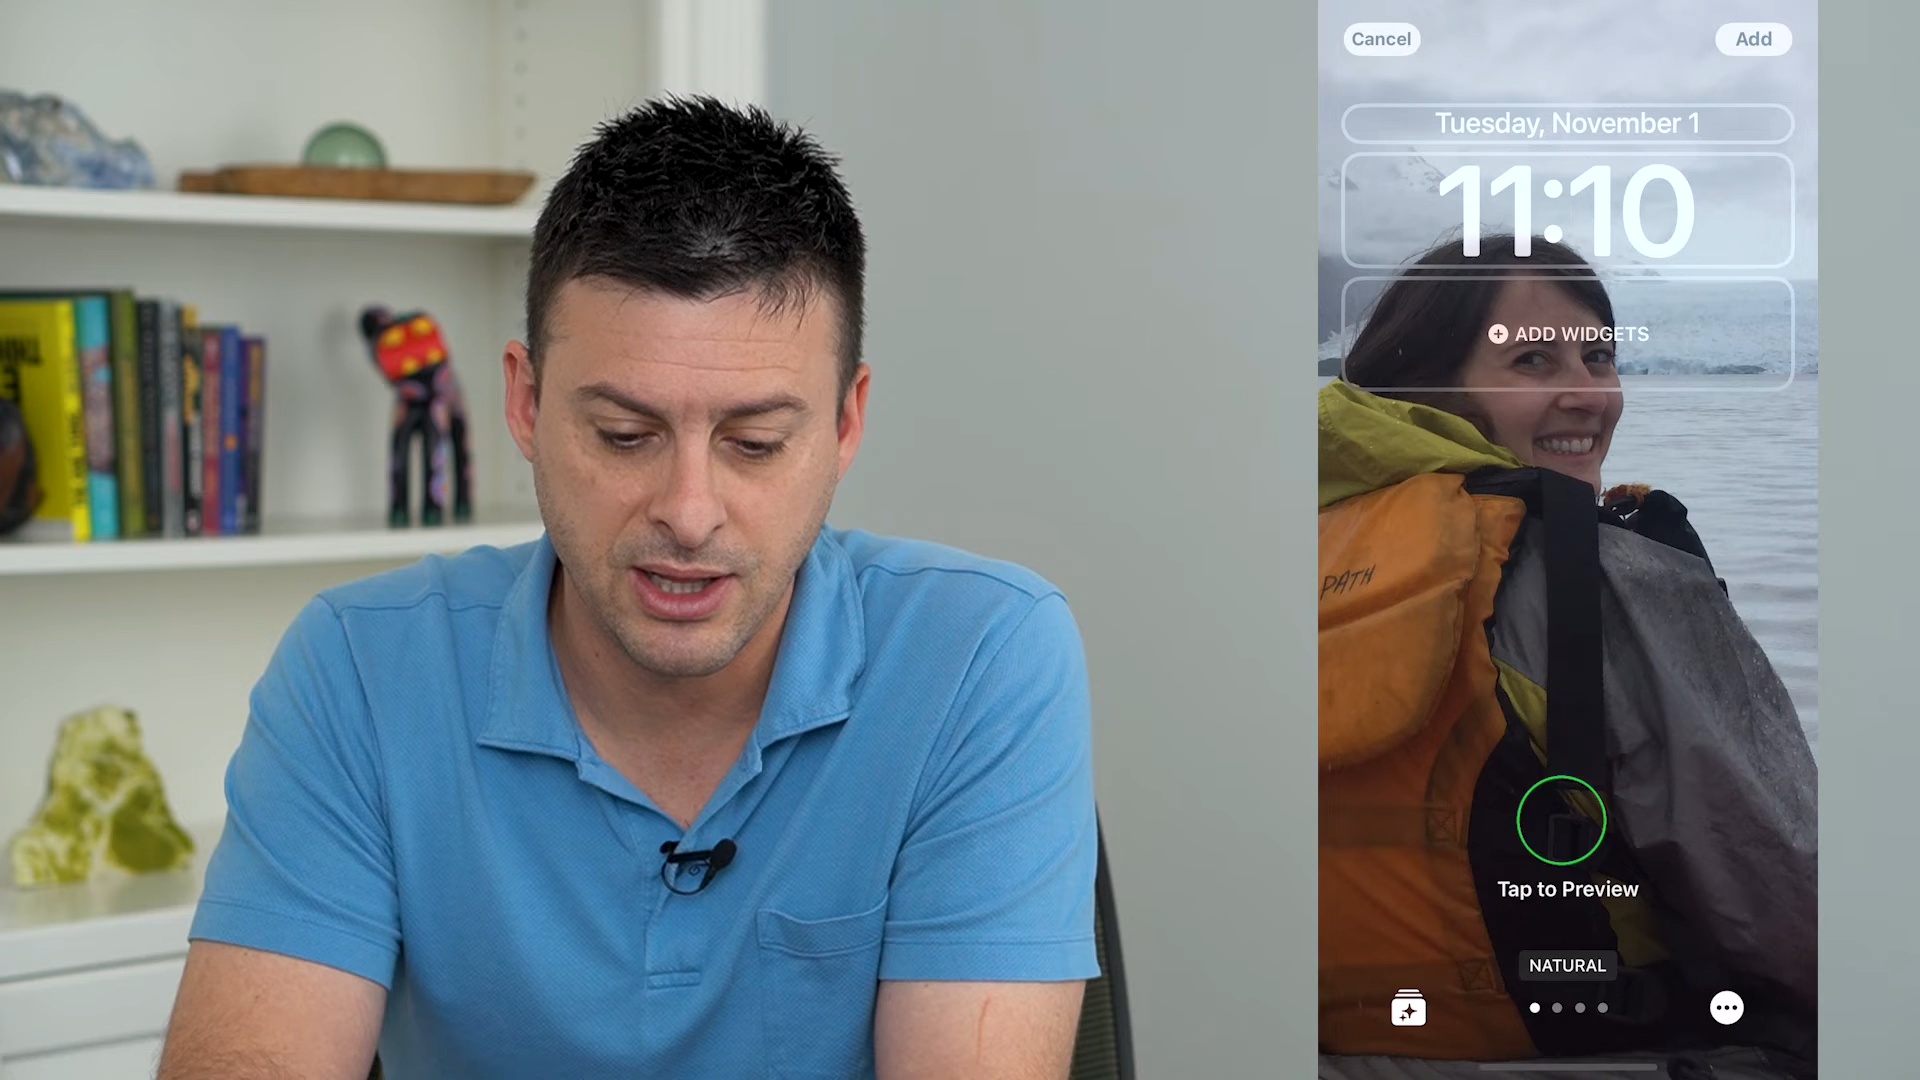 Cancel
Add
Tuesday, November 1
11:10
ADD WIDGETS
PATH
Tap to Preview
NATURAL